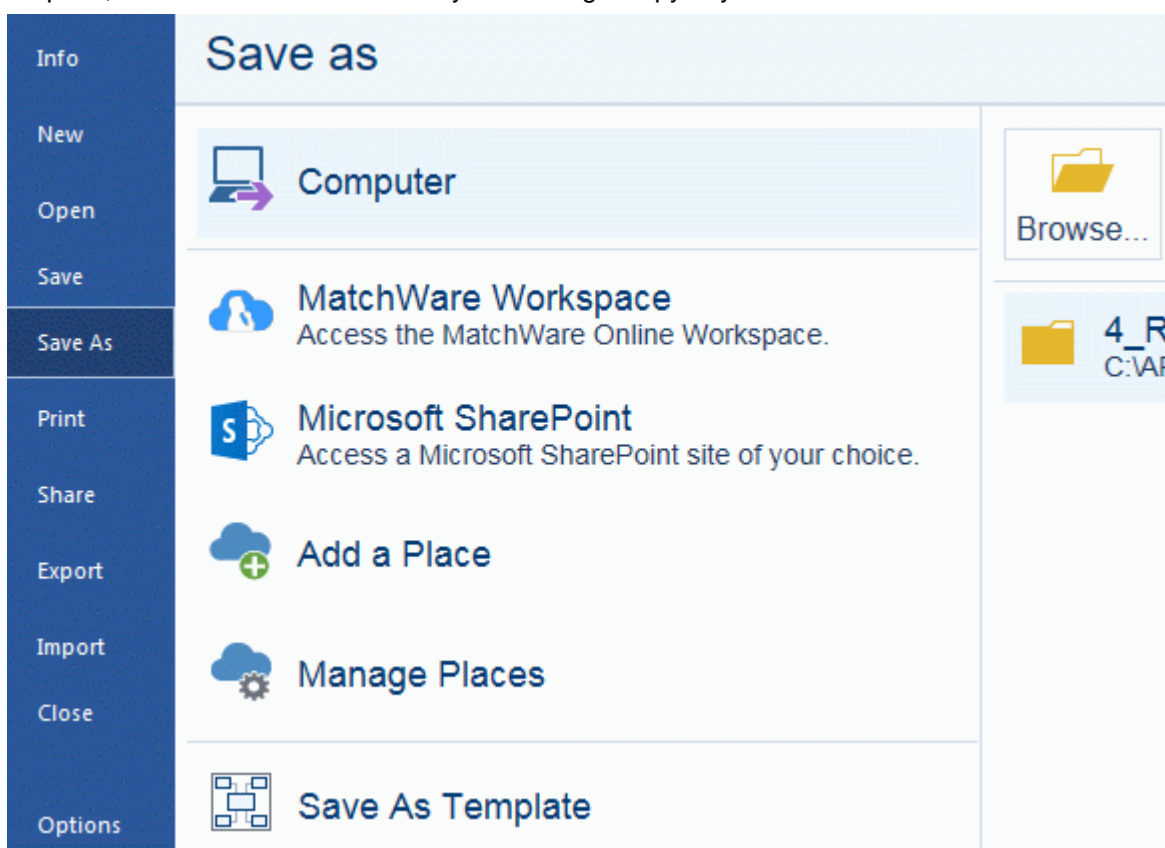 Info
New
Open
Save
Save As
Print
Share
Export
Import
Close
Options
Save as
Computer
MatchWare Workspace
Access the MatchWare Online Workspace.
Microsoft SharePoint
Access a Microsoft SharePoint site of your choice.
Add a Place
Manage Places
Save As Template
Browse...
4_R
C:\AP